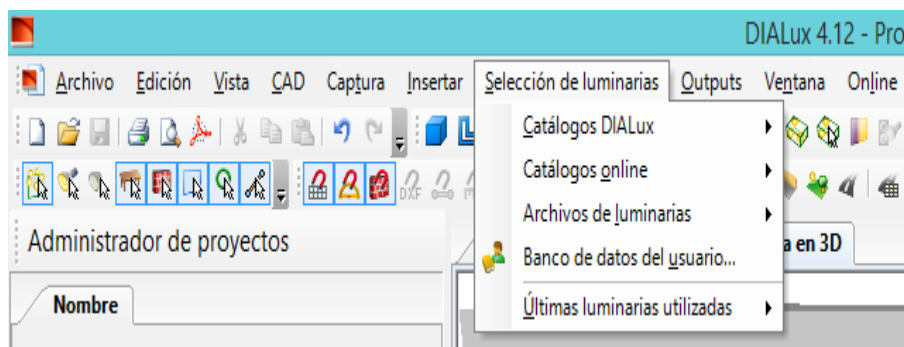 DIALux 4.12 - Pro
Archivo Edición Vista CAD Captura Insertar Selección de luminarias Outputs Ventana Online
Catálogos DIALux
Catálogos online
DXF
Archivos de luminarias
Administrador de proyectos
a en 3D
Banco de datos del usuario...
Nombre
Últimas luminarias utilizadas